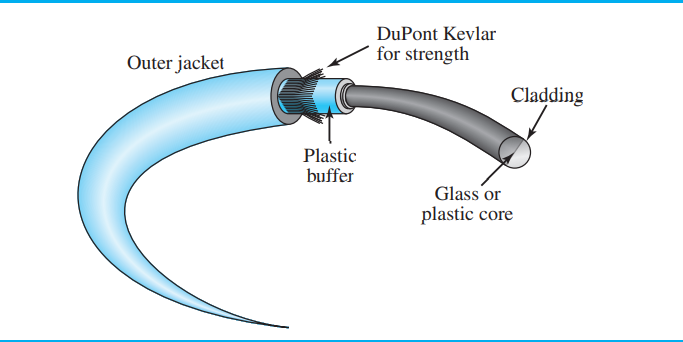 DuPont Kevlar
for strength
Outer jacket
Cladding
Plastic
buffer
Glass or
plastic core